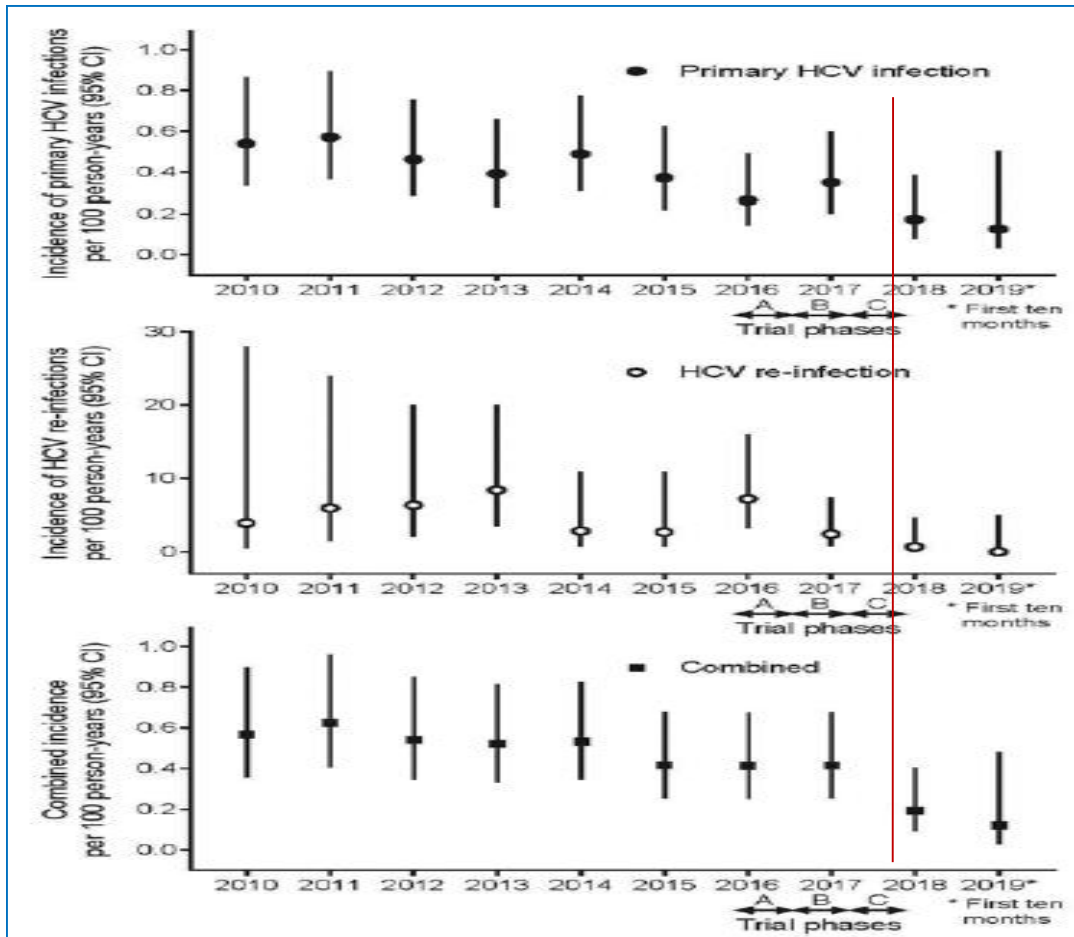 Incidence of primary HCV infections
per 100 person-years (95% CI)
1.0
0.8
0.6
0.4
0.2
0.0
Primary HCV infection
2010 2011 2012 2013 2014 2015 2016 2017 2018 2019*
A B C
Trial phases
* First ten
months
Incidence of HCV re-infections
per 100 person-years (95% CI)
30
20
10
0
HCV re-infection
2010 2011 2012 2013 2014 2015 2016 2017 2018 2019*
A B C
Trial phases
* First ten
months
Combined incidence
per 100 person-years (95% CI)
1.0
0.8
0.6
0.4
0.2
0.0
Combined
2010 2011 2012 2013 2014 2015 2016 2017 2018 2019*
A B C
Trial phases
* First ten
months